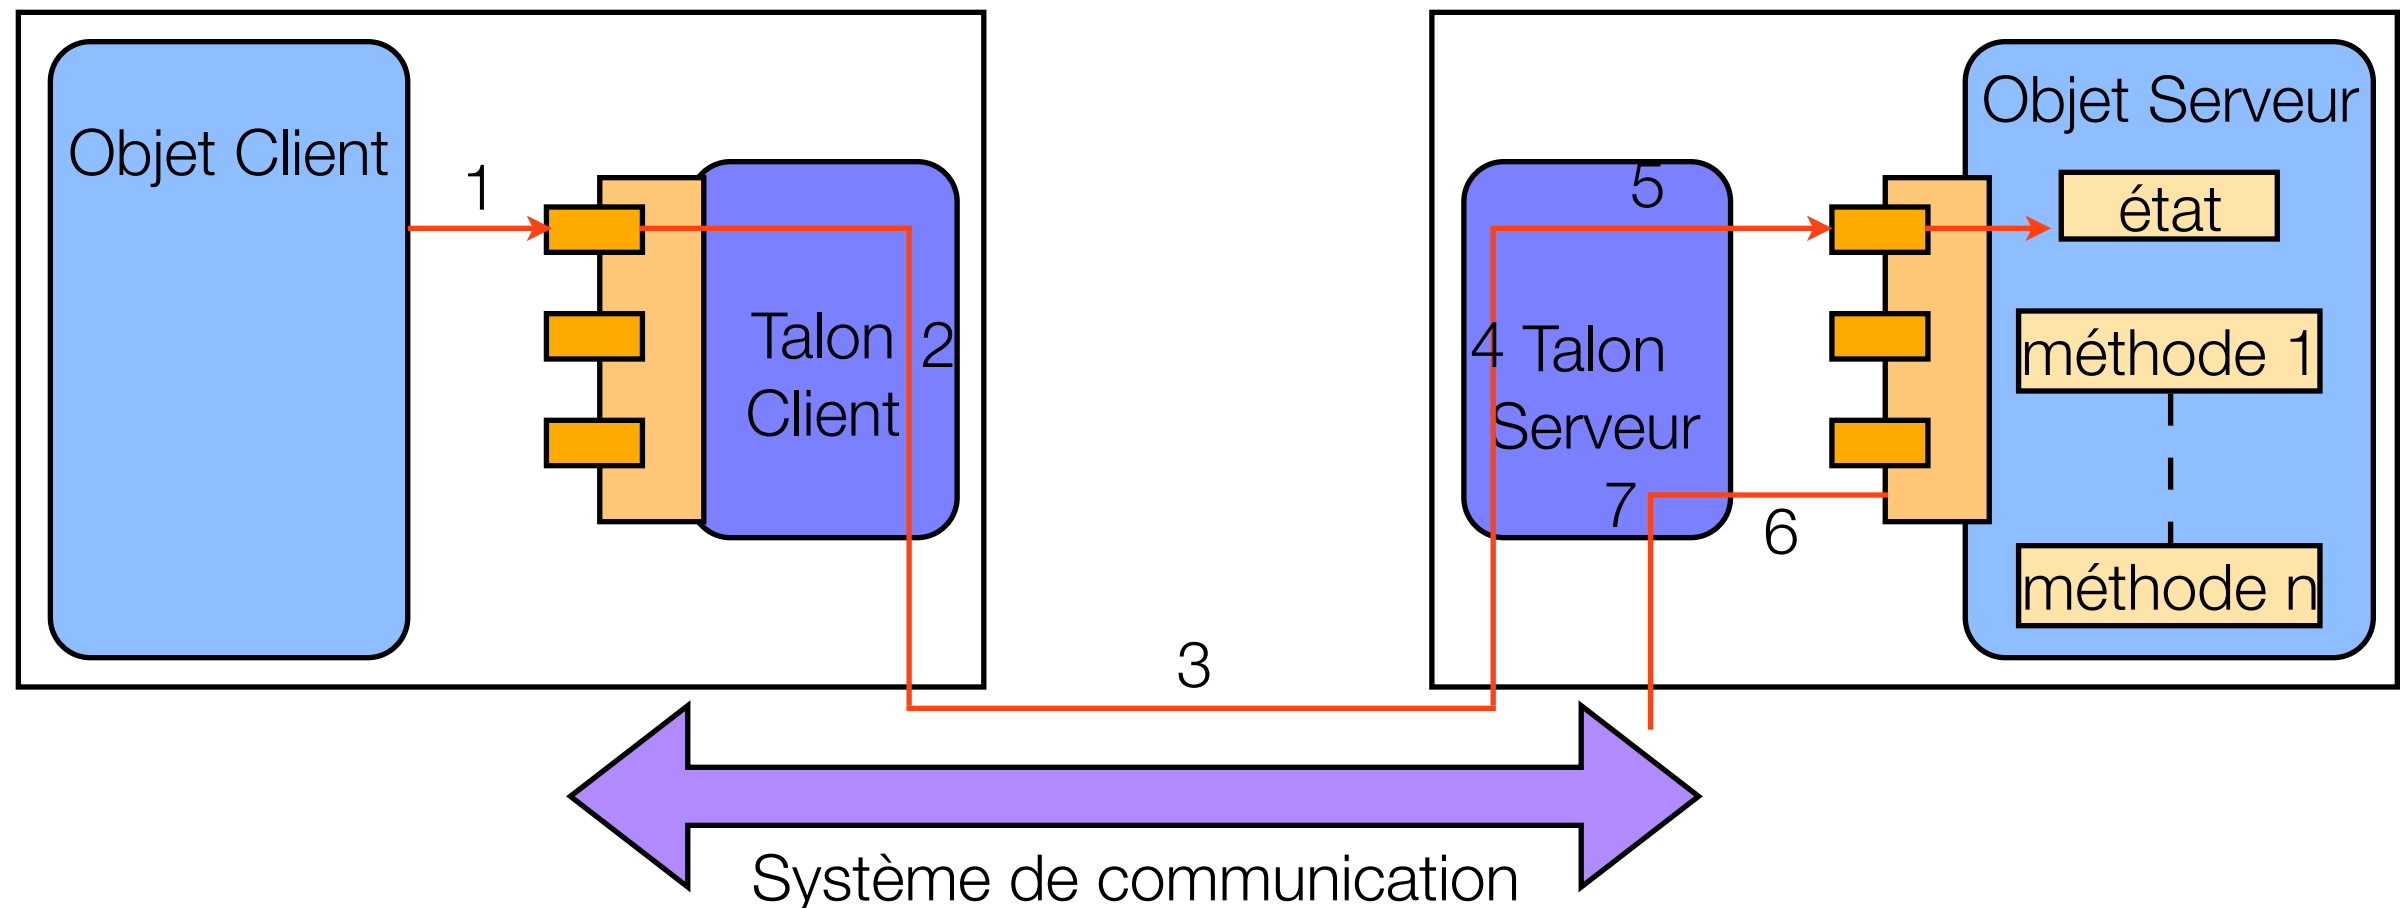 Objet Client
1
Talon
Client
2
3
4
Talon
Serveur
5
6
7
Objet Serveur
état
méthode 1
méthode n
Système de communication